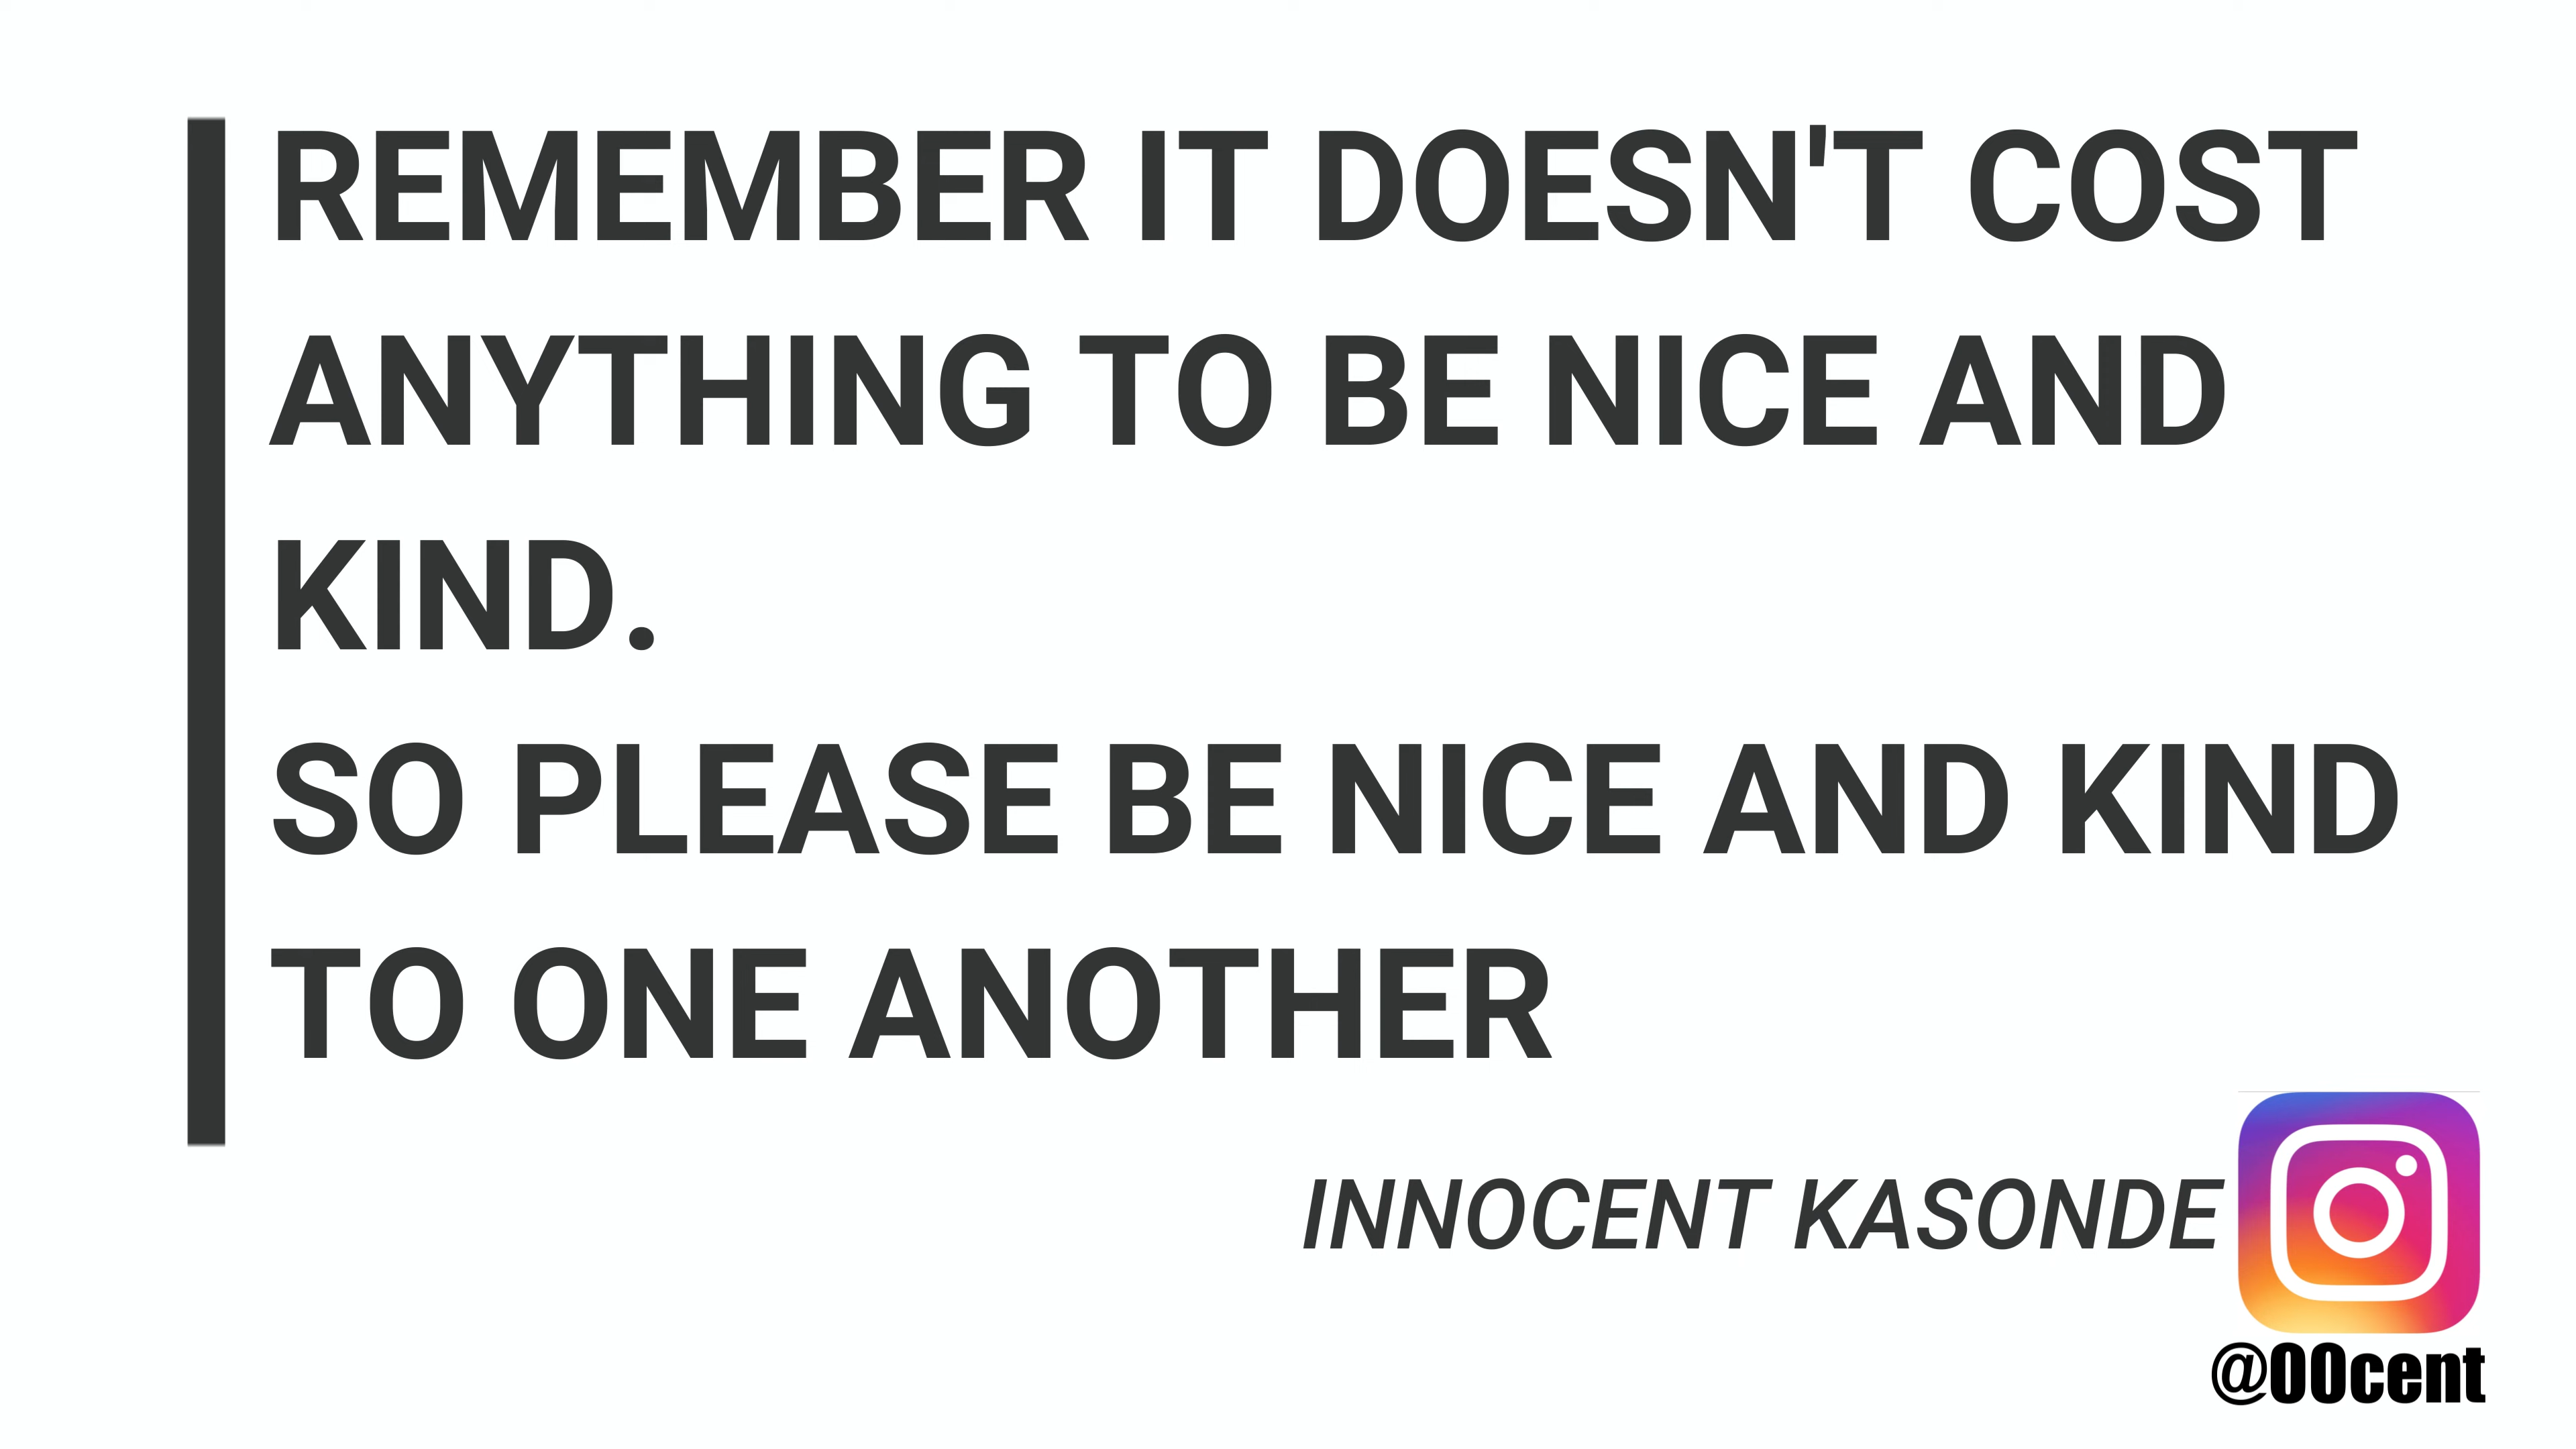 REMEMBER IT DOESN'T COST
ANYTHING TO BE NICE AND
KIND.
SO PLEASE BE NICE AND KIND
TO ONE ANOTHER
INNOCENT KASONDE
@00cent